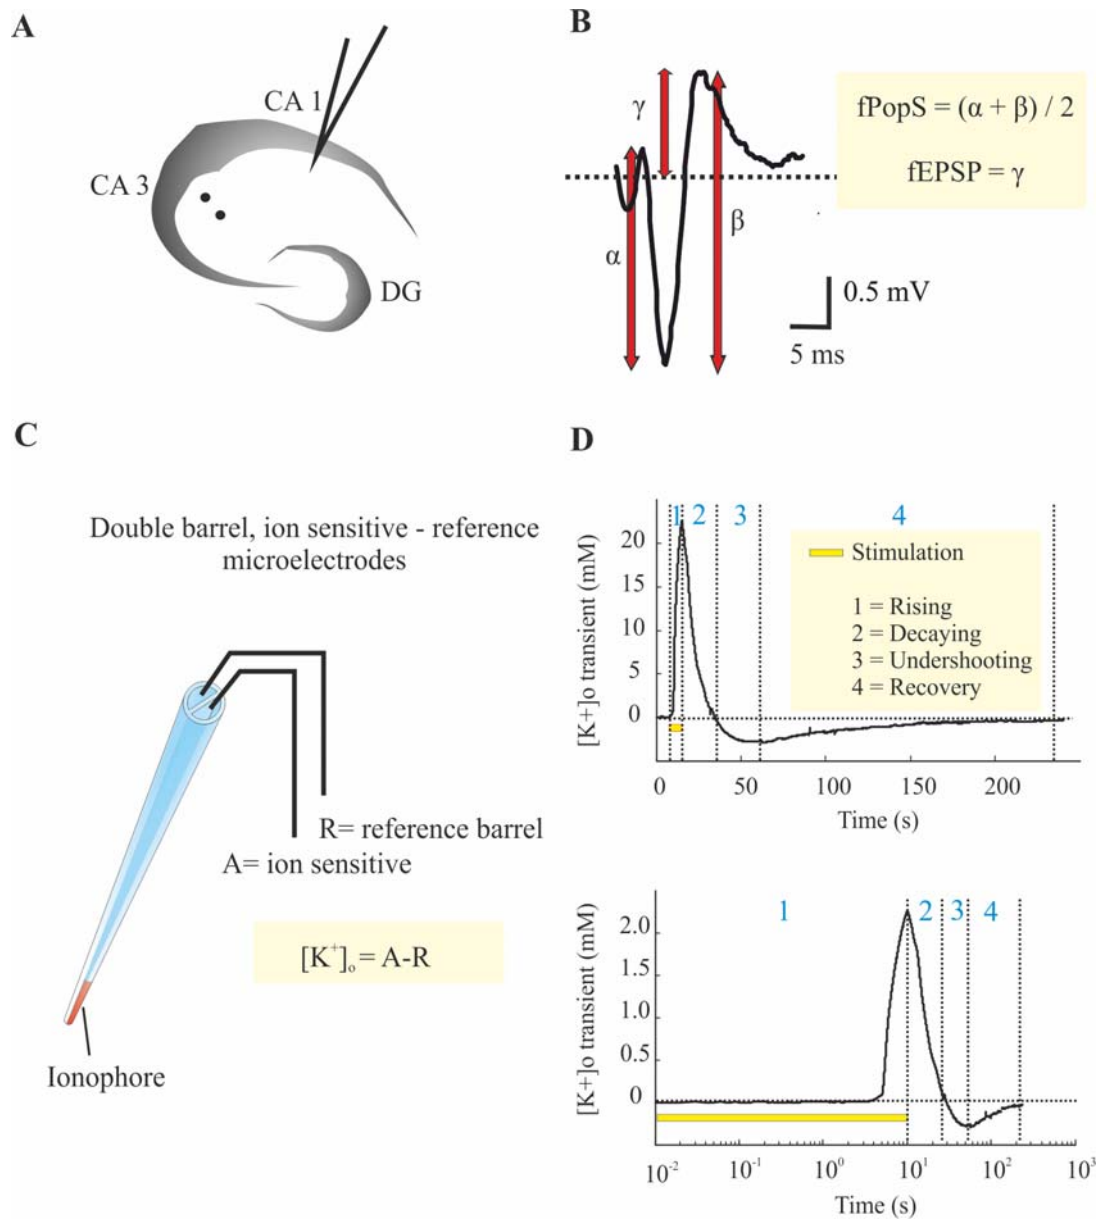 A
CA 1
CA 3
DG
B
γ
α
β
fPopS = (α + β) / 2
fEPSP = γ
0.5 mV
5 ms
C
Double barrel, ion sensitive - reference
microelectrodes
R= reference barrel
A= ion sensitive
[K⁺]ₒ = A-R
Ionophore
D
1 2 3 4
Stimulation
1 = Rising
2 = Decaying
3 = Undershooting
4 = Recovery
[K+]o transient (mM)
20
15
10
5
0
0 50 100 150 200
Time (s)
1 2 3 4
[K+]o transient (mM)
2.0
1.5
1.0
0.5
0
10⁻² 10⁻¹ 10⁰ 10¹ 10² 10³
Time (s)